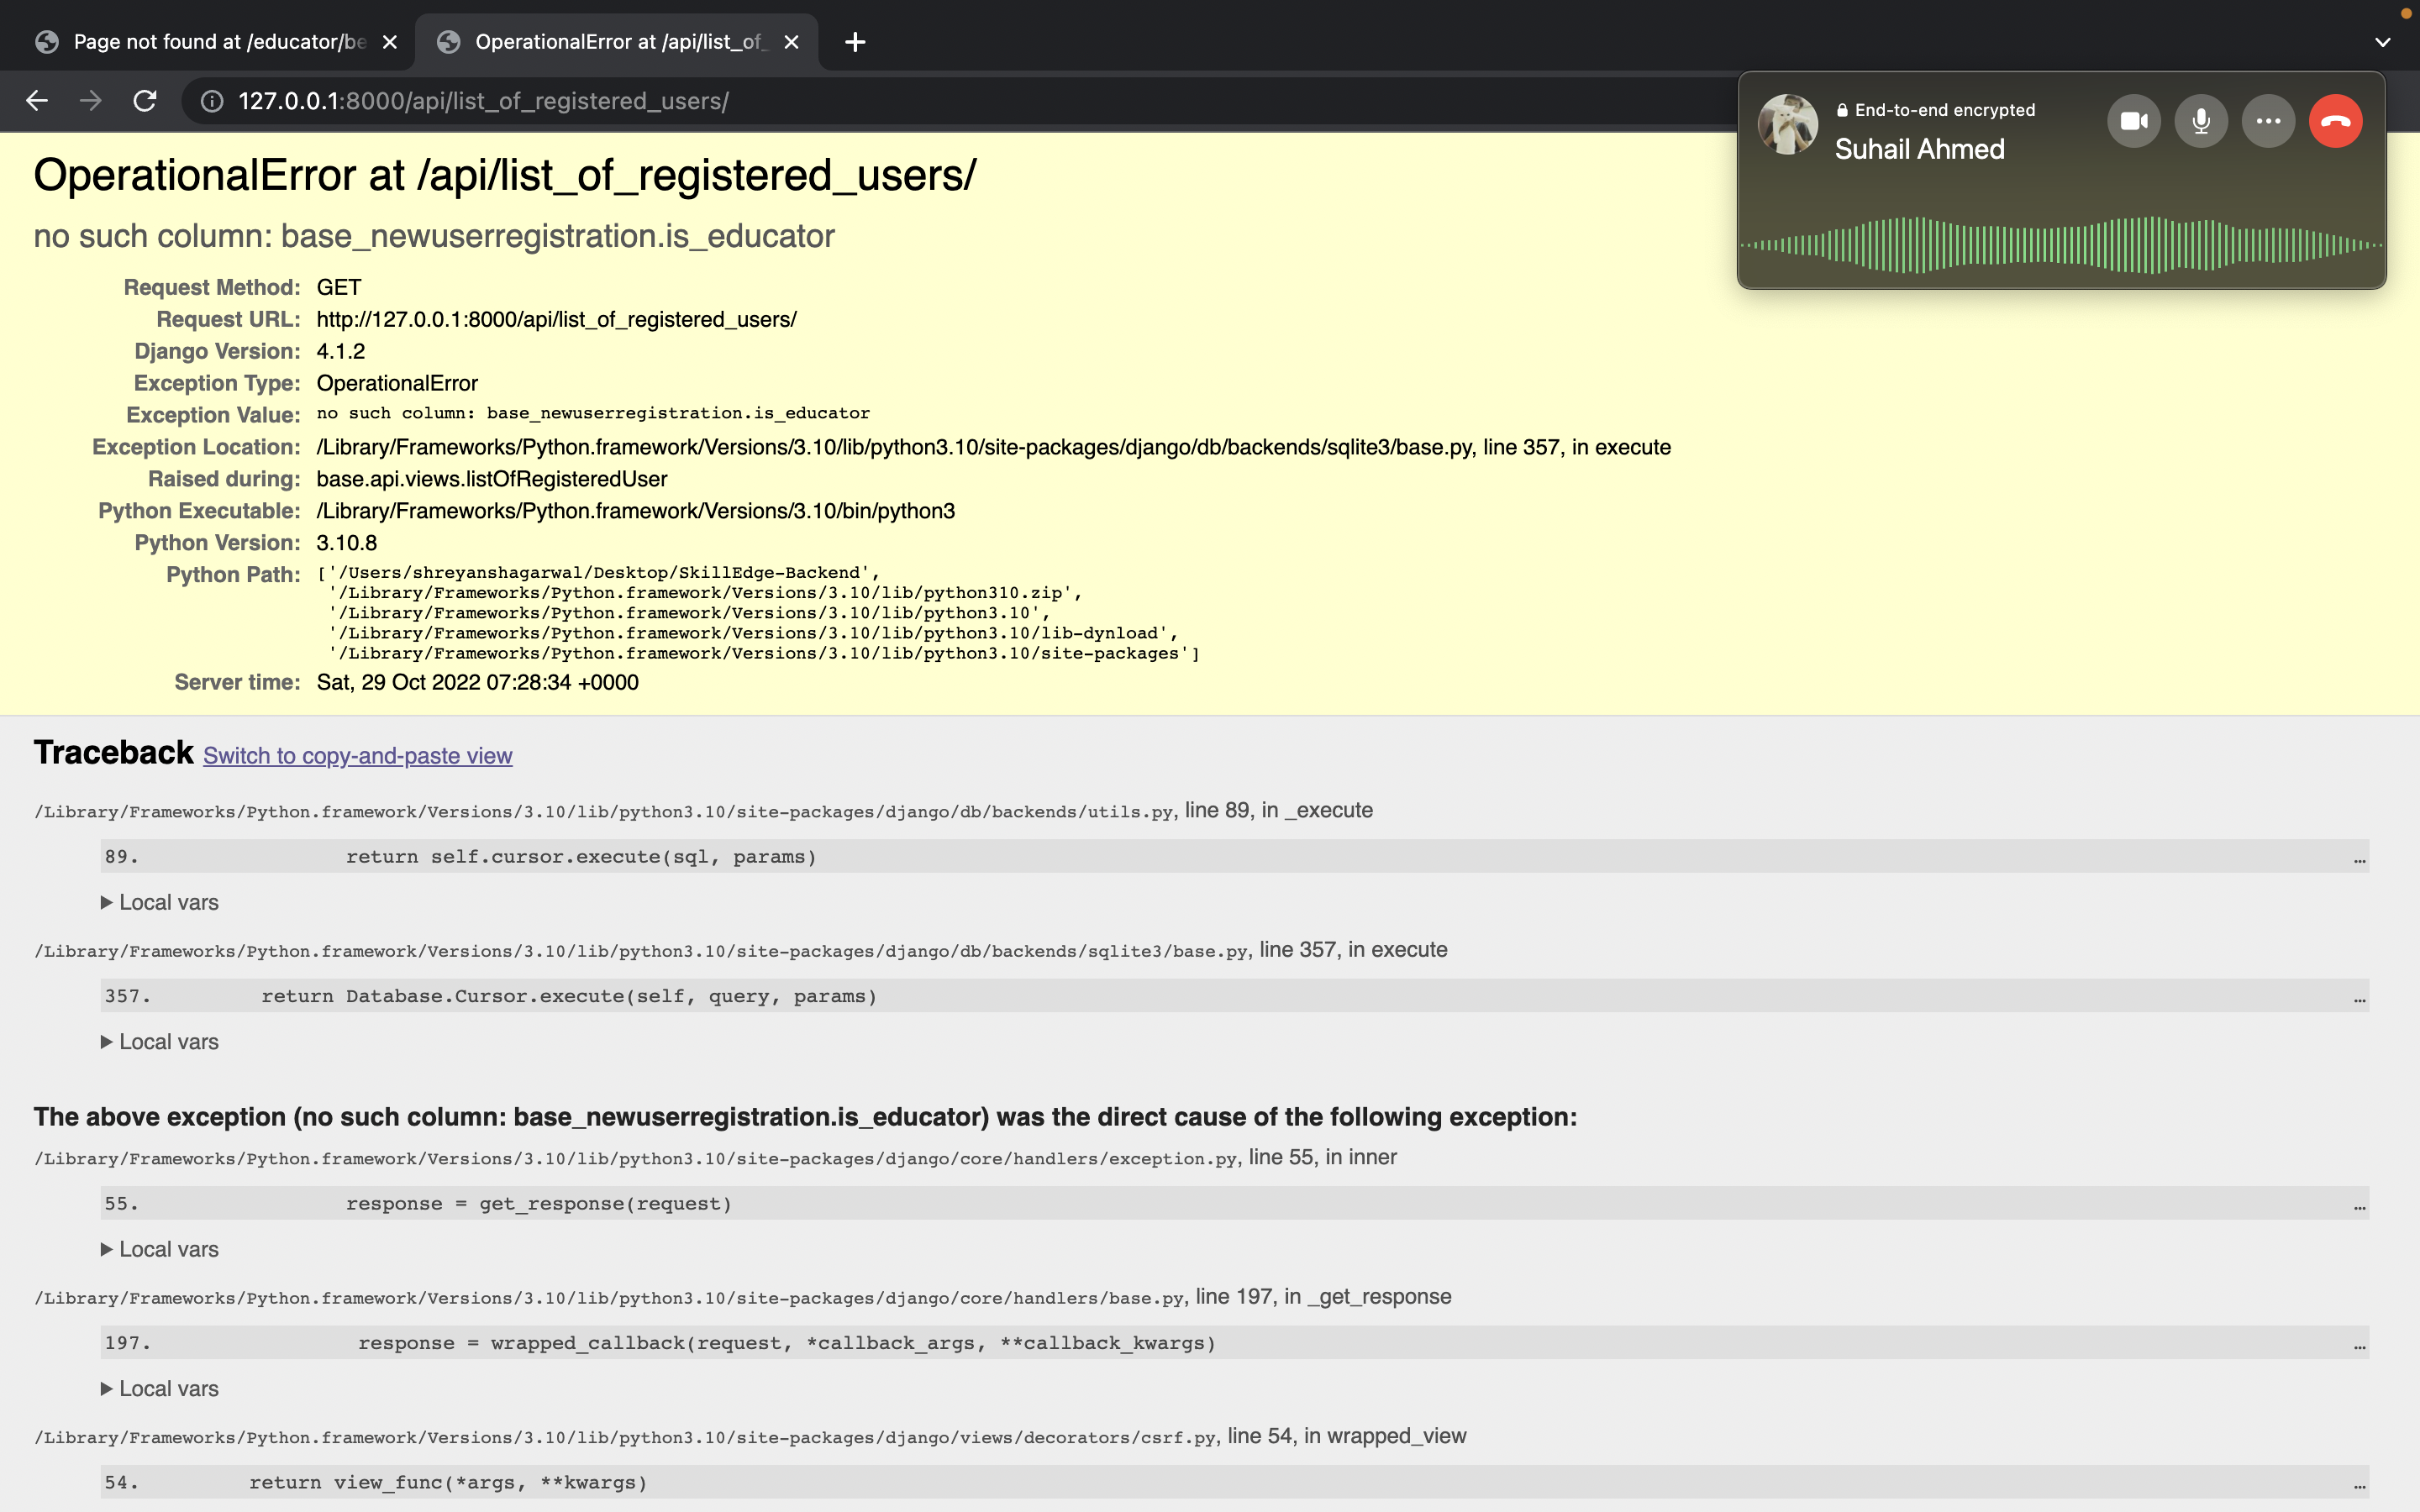 Page not found at /educator/be
OperationalError at /api/list_of_
127.0.0.1:8000/api/list_of_registered_users/
End-to-end encrypted
Suhail Ahmed
OperationalError at /api/list_of_registered_users/
no such column: base_newuserregistration.is_educator
Request Method: GET
Request URL: http://127.0.0.1:8000/api/list_of_registered_users/
Django Version: 4.1.2
Exception Type: OperationalError
Exception Value: no such column: base_newuserregistration.is_educator
Exception Location: /Library/Frameworks/Python.framework/Versions/3.10/lib/python3.10/site-packages/django/db/backends/sqlite3/base.py, line 357, in execute
Raised during: base.api.views.listOfRegisteredUser
Python Executable: /Library/Frameworks/Python.framework/Versions/3.10/bin/python3
Python Version: 3.10.8
Python Path: ['/Users/shreyanshagarwal/Desktop/SkillEdge-Backend',
'/Library/Frameworks/Python.framework/Versions/3.10/lib/python310.zip',
'/Library/Frameworks/Python.framework/Versions/3.10/lib/python3.10',
'/Library/Frameworks/Python.framework/Versions/3.10/lib/python3.10/lib-dynload',
'/Library/Frameworks/Python.framework/Versions/3.10/lib/python3.10/site-packages']
Server time: Sat, 29 Oct 2022 07:28:34 +0000
Traceback Switch to copy-and-paste view
/Library/Frameworks/Python.framework/Versions/3.10/lib/python3.10/site-packages/django/db/backends/utils.py, line 89, in _execute
89. return self.cursor.execute(sql, params) …
▶ Local vars
/Library/Frameworks/Python.framework/Versions/3.10/lib/python3.10/site-packages/django/db/backends/sqlite3/base.py, line 357, in execute
357. return Database.Cursor.execute(self, query, params) …
▶ Local vars
The above exception (no such column: base_newuserregistration.is_educator) was the direct cause of the following exception:
/Library/Frameworks/Python.framework/Versions/3.10/lib/python3.10/site-packages/django/core/handlers/exception.py, line 55, in inner
55. response = get_response(request) …
▶ Local vars
/Library/Frameworks/Python.framework/Versions/3.10/lib/python3.10/site-packages/django/core/handlers/base.py, line 197, in _get_response
197. response = wrapped_callback(request, *callback_args, **callback_kwargs) …
▶ Local vars
/Library/Frameworks/Python.framework/Versions/3.10/lib/python3.10/site-packages/django/views/decorators/csrf.py, line 54, in wrapped_view
54. return view_func(*args, **kwargs) …